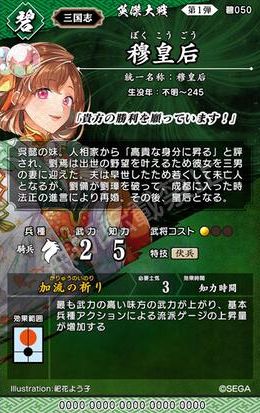 碧
三国志
英傑大戦
第1弾
碧050
ぼくこうごう
穆皇后
統一名称：穆皇后
生没年：不明～245
「貴方の勝利を願っています！」
呉懿の妹。人相家から「高貴な身分に昇る」と評
され、劉焉は出世の野望を叶えるため彼女を三男
の妻に迎えた。夫は早世したため若くして未亡人
となるが、劉備が劉璋を破って、成都に入った時
法正の進言により再婚。その後、皇后となる。
兵種 武力 知力 武将コスト
騎兵 2 5 特技 伏兵
かりゅうのいのり
加流の祈り
必要士気 3
効果時間 知力時間
効果範囲
最も武力の高い味方の武力が上がり、基本
兵種アクションによる流派ゲージの上昇量
が増加する
Illustration:祀花よう子
©SEGA
0000-0000-0000-0000-0000